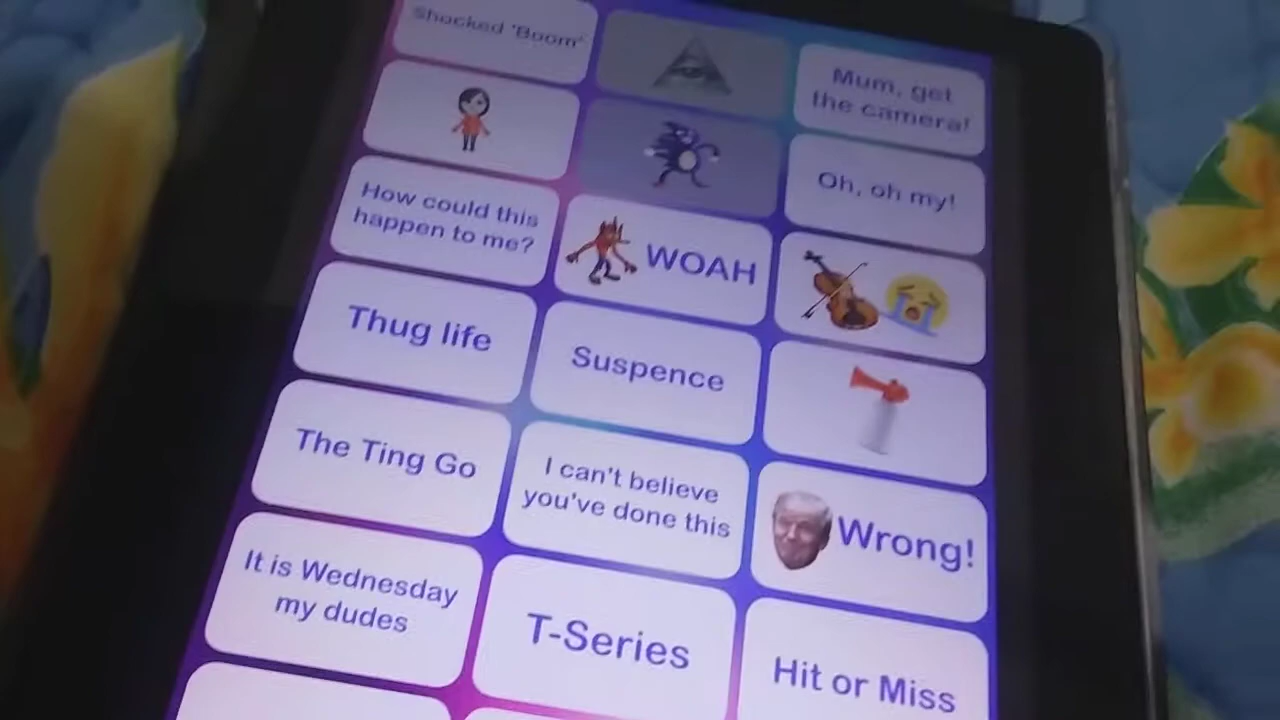 Shocked 'Boom'
Mum, get
the camera!
Oh, oh my!
How could this
happen to me?
WOAH
Thug life
Suspence
The Ting Go
I can't believe
you've done this
Wrong!
It is Wednesday
my dudes
T-Series
Hit or Miss